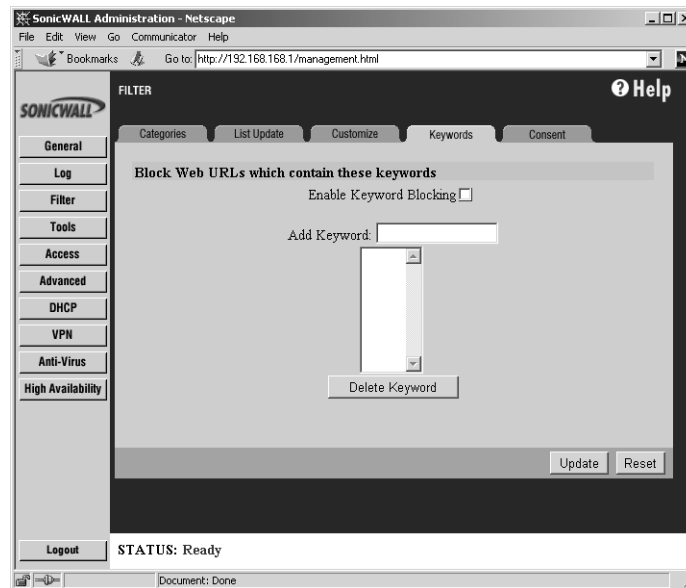 SonicWALL Administration - Netscape
File Edit View Go Communicator Help
Bookmarks Go to: http://192.168.168.1/management.html N
SONICWALL
FILTER
Help
Categories List Update Customize Keywords Consent
General
Log
Filter
Tools
Access
Advanced
DHCP
VPN
Anti-Virus
High Availability
Block Web URLs which contain these keywords
Enable Keyword Blocking
Add Keyword:
Delete Keyword
Update Reset
Logout
STATUS: Ready
Document: Done